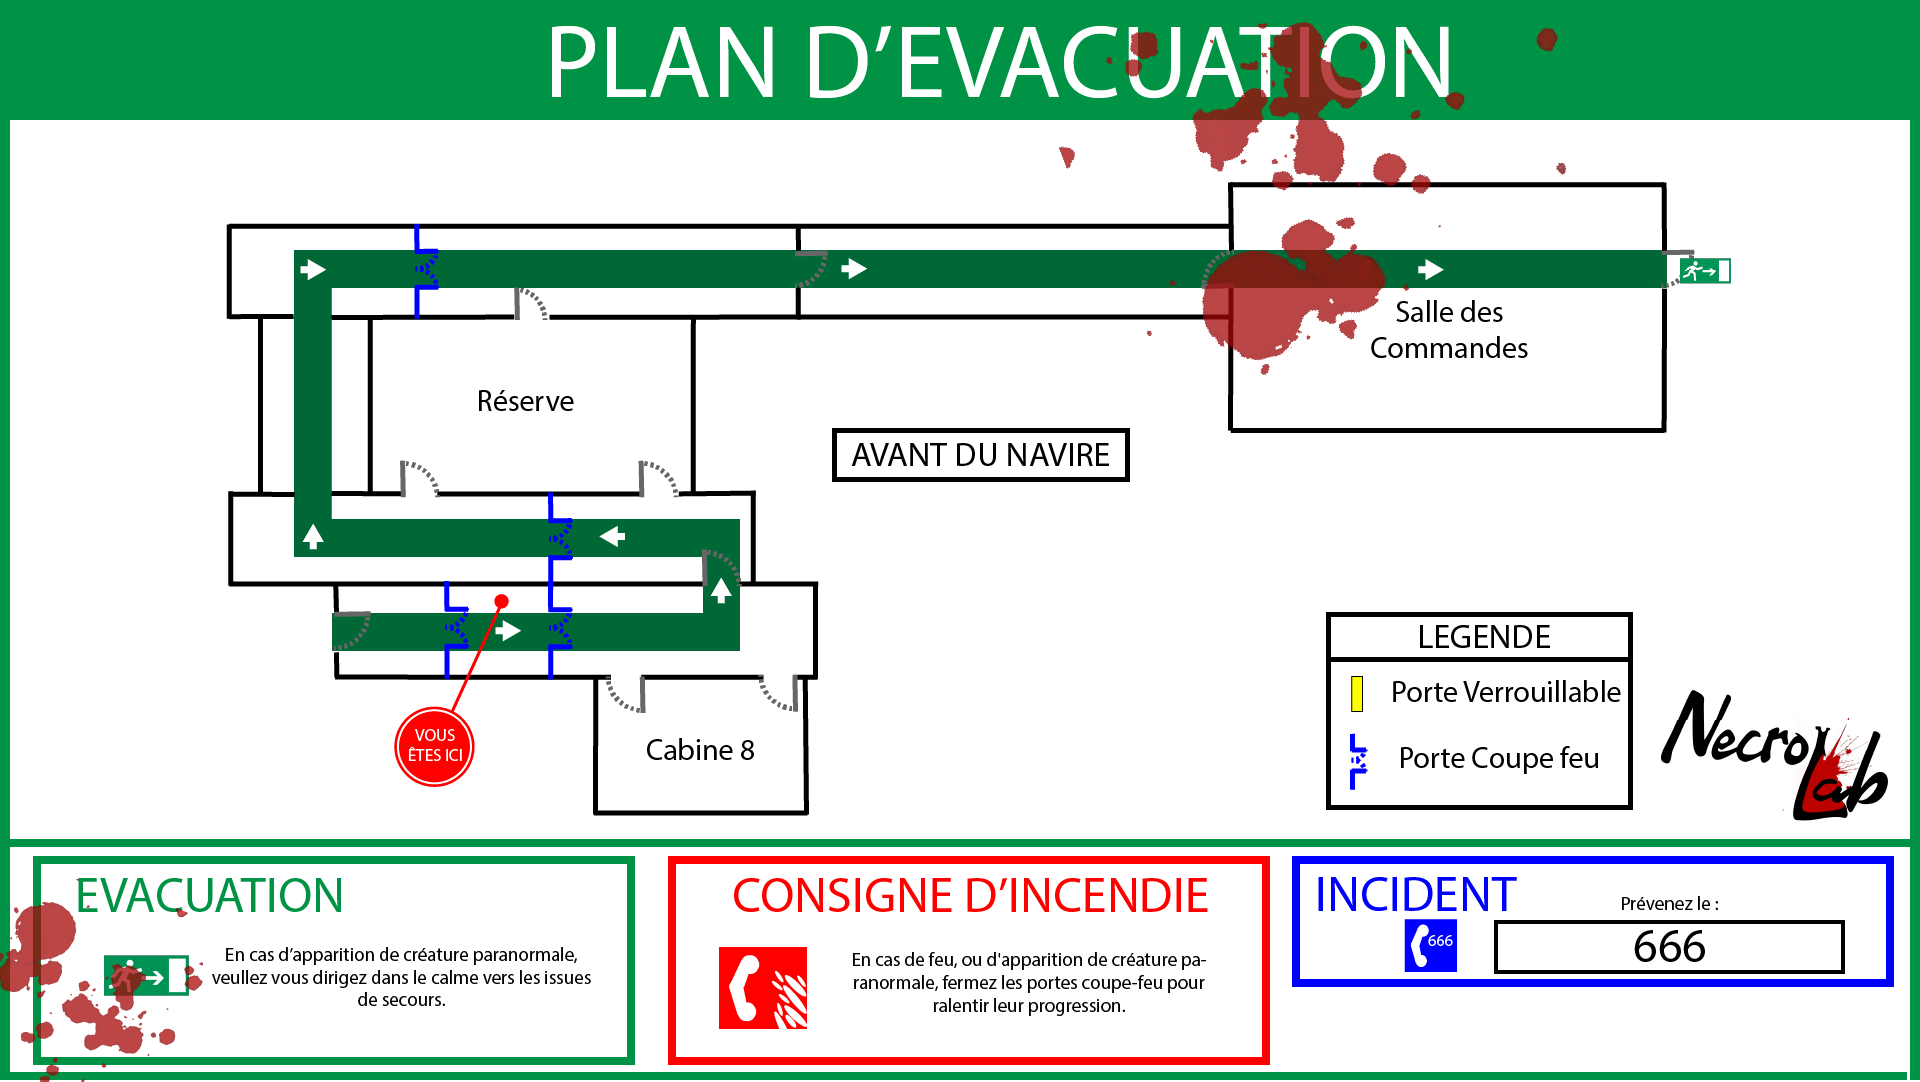 PLAN D’EVACUATION
Salle des
Commandes
Réserve
AVANT DU NAVIRE
VOUS
ÊTES ICI
Cabine 8
LEGENDE
Porte Verrouillable
Porte Coupe feu
Necro
Lab
EVACUATION
En cas d’apparition de créature paranormale,
veullez vous dirigez dans le calme vers les issues
de secours.
CONSIGNE D’INCENDIE
En cas de feu, ou d'apparition de créature pa-
ranormale, fermez les portes coupe-feu pour
ralentir leur progression.
INCIDENT
Prévenez le :
666
666